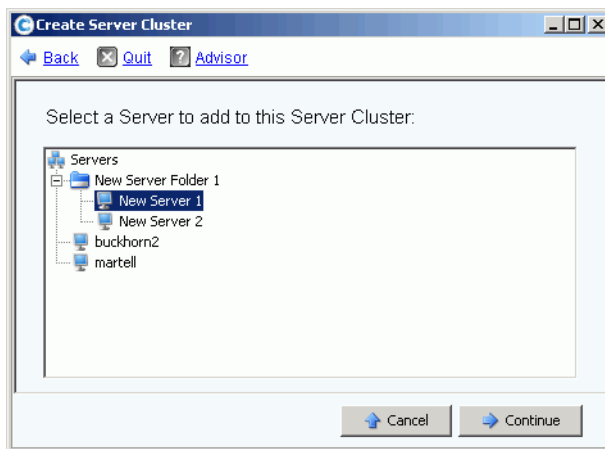 Create Server Cluster
Back Quit ? Advisor
Select a Server to add to this Server Cluster:
Servers
New Server Folder 1
New Server 1
New Server 2
buckhorn2
martell
Cancel Continue